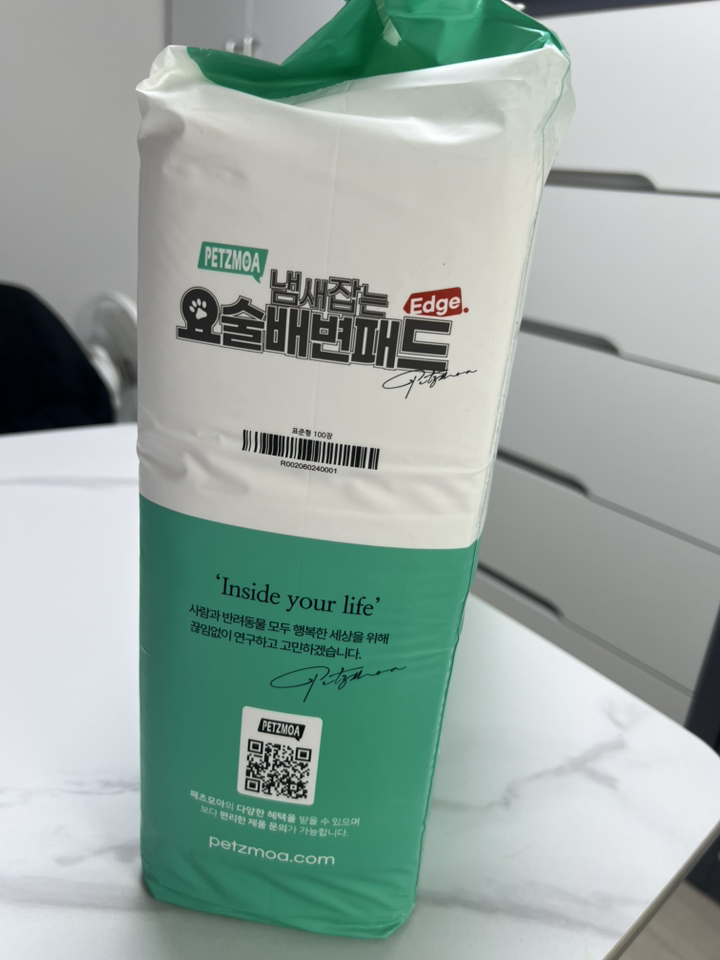 PETZMOA
냄새잡는
요술배변패드 Edge.
Petzmoa
표준형 100장
R002060240001
‘Inside your life’
사람과 반려동물 모두 행복한 세상을 위해
끊임없이 연구하고 고민하겠습니다.
Petzmoa
PETZMOA
페츠모아의 다양한 혜택을 받을 수 있으며
보다 편리한 제품 문의가 가능합니다.
petzmoa.com